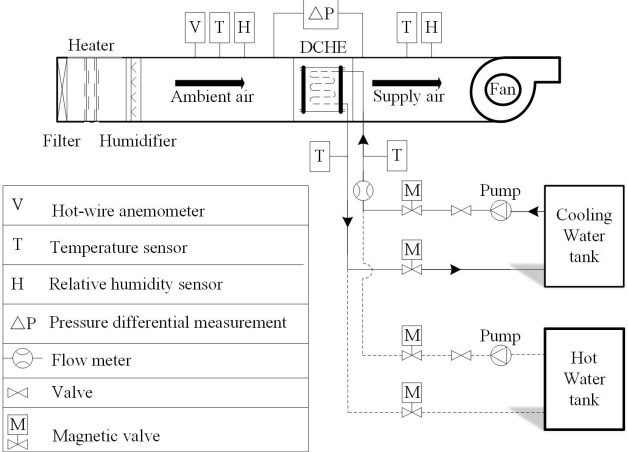 △P
V T H
DCHE
T H
Heater
Ambient air
Supply air
Fan
Filter Humidifier
T
T
M
Pump
Cooling
Water
tank
M
M
Pump
Hot
Water
tank
M
V Hot-wire anemometer
T Temperature sensor
H Relative humidity sensor
△P Pressure differential measurement
Flow meter
Valve
M Magnetic valve